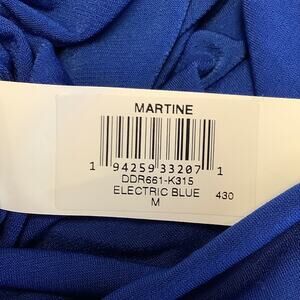 MARTINE
1 94259 33207 1
DDR661-K315
ELECTRIC BLUE
M 430